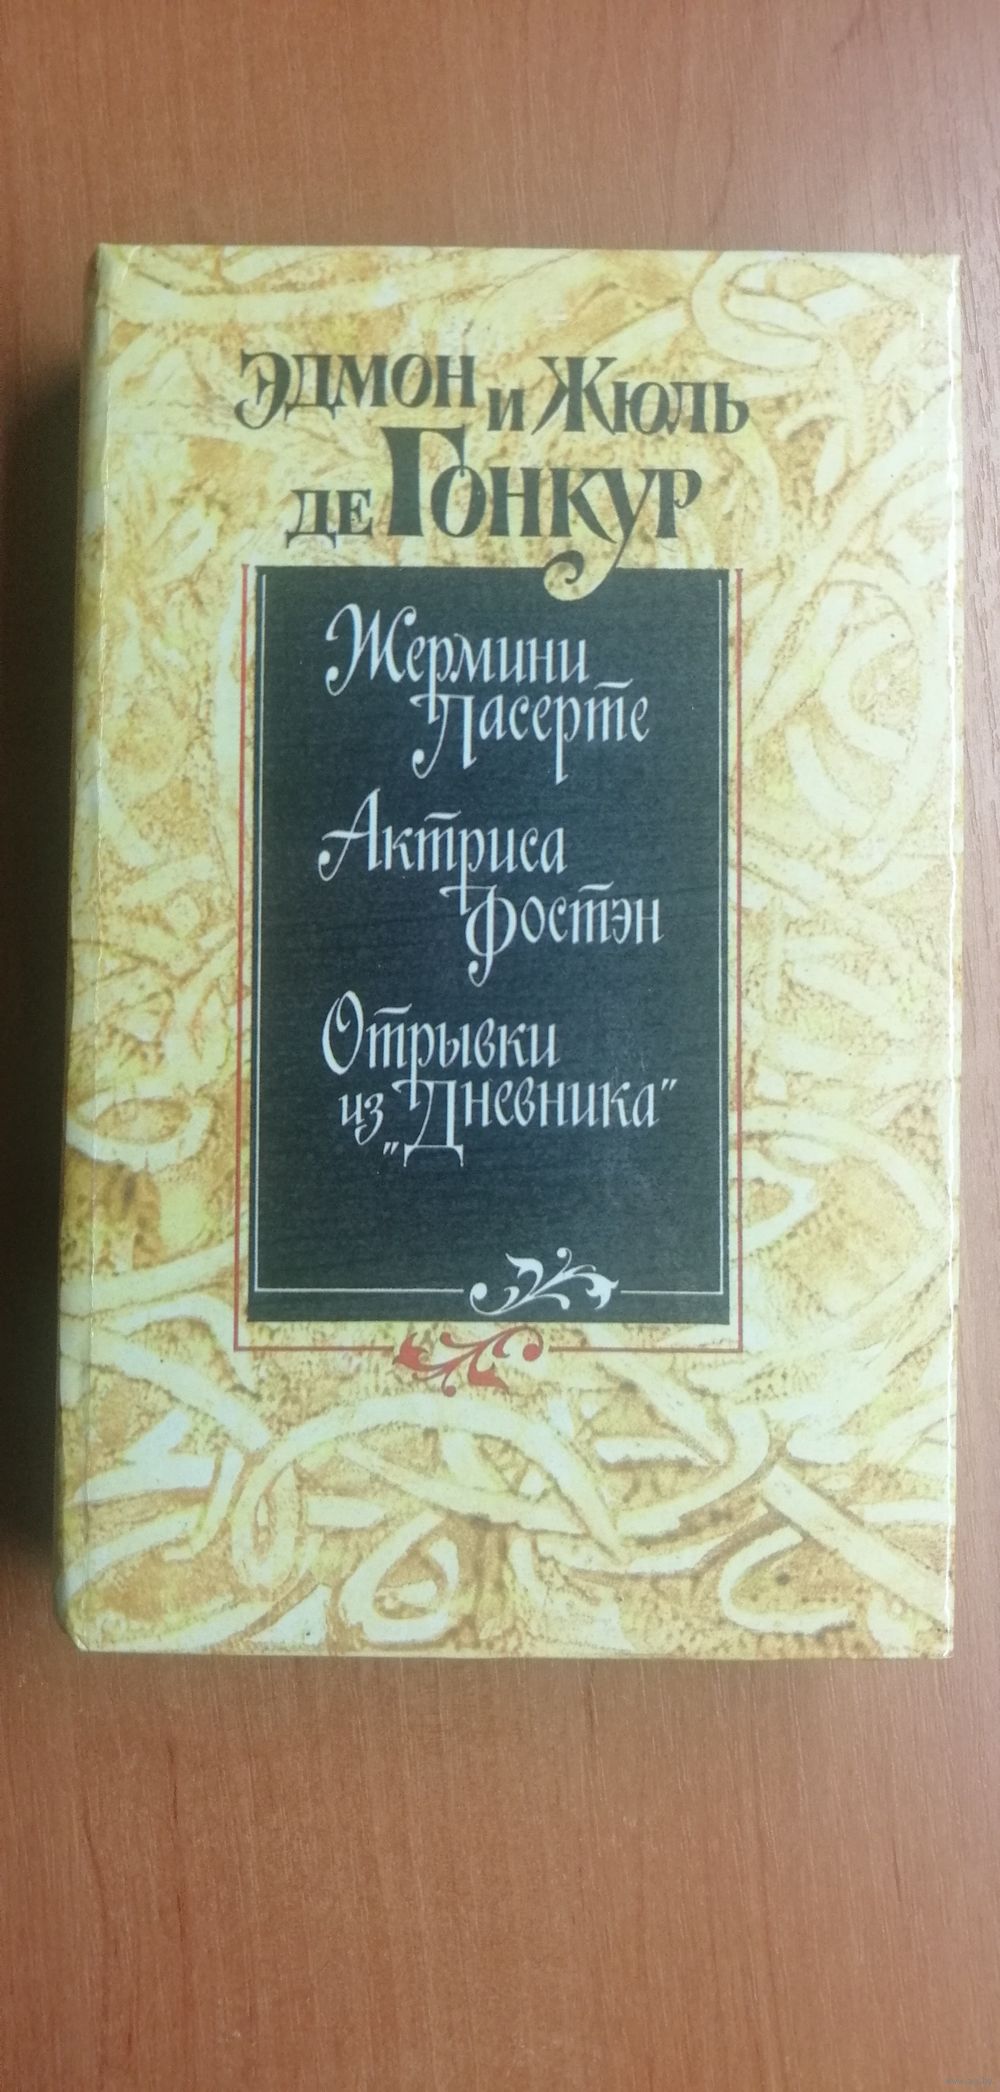 Эдмон и Жюль
де Гонкур
Жермини
Ласерте
Актриса
Фостэн
Отрывки
из „Дневника"